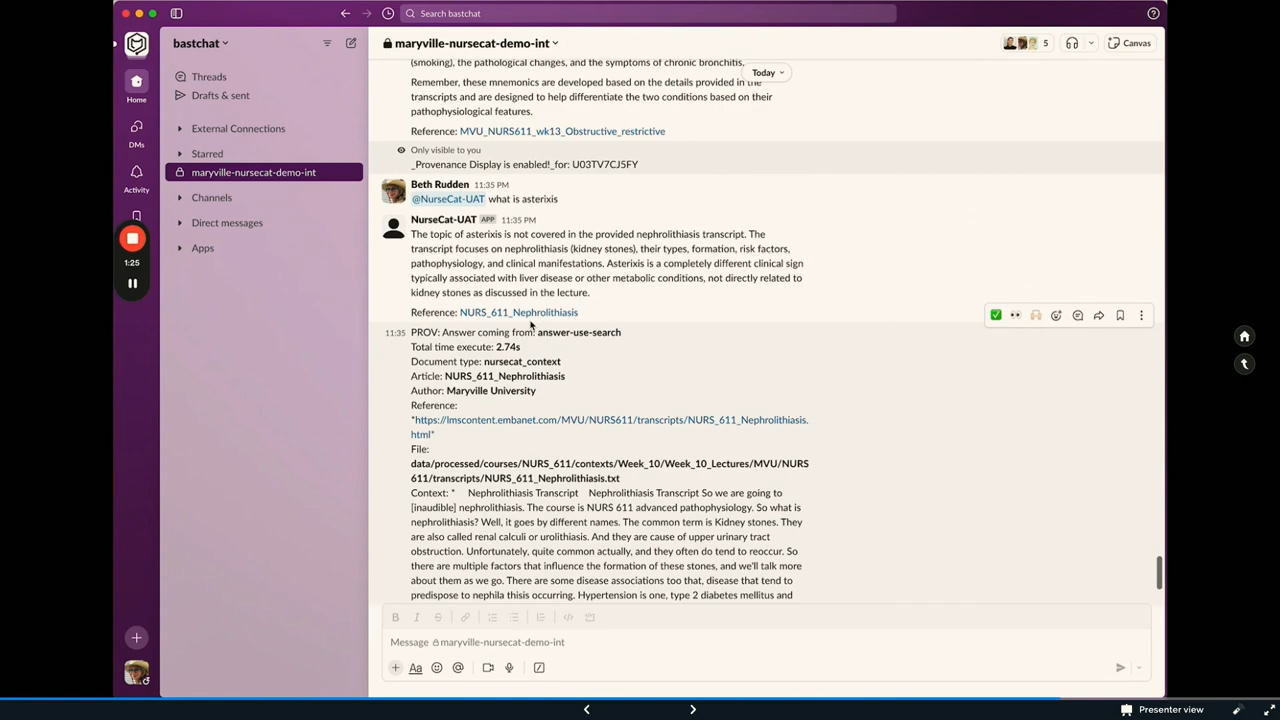 Search bastchat
bastchat
maryville-nursecat-demo-int
5
Canvas
Home
DMs
Activity
1:25
Threads
Drafts & sent
External Connections
Starred
maryville-nursecat-demo-int
Channels
Direct messages
Apps
(smoking), the pathological changes, and the symptoms of chronic bronchitis.
Today
Remember, these mnemonics are developed based on the details provided in the
transcripts and are designed to help differentiate the two conditions based on their
pathophysiological features.
Reference: MVU_NURS611_wk13_Obstructive_restrictive
Only visible to you
_Provenance Display is enabled!_for: U03TV7CJ5FY
Beth Rudden 11:35 PM
@NurseCat-UAT what is asterixis
NurseCat-UAT APP 11:35 PM
The topic of asterixis is not covered in the provided nephrolithiasis transcript. The
transcript focuses on nephrolithiasis (kidney stones), their types, formation, risk factors,
pathophysiology, and clinical manifestations. Asterixis is a completely different clinical sign
typically associated with liver disease or other metabolic conditions, not directly related to
kidney stones as discussed in the lecture.
Reference: NURS_611_Nephrolithiasis
11:35 PROV: Answer coming from: answer-use-search
Total time execute: 2.74s
Document type: nursecat_context
Article: NURS_611_Nephrolithiasis
Author: Maryville University
Reference:
*https://lmscontent.embanet.com/MVU/NURS611/transcripts/NURS_611_Nephrolithiasis.
html*
File:
data/processed/courses/NURS_611/contexts/Week_10/Week_10_Lectures/MVU/NURS
611/transcripts/NURS_611_Nephrolithiasis.txt
Context: * Nephrolithiasis Transcript Nephrolithiasis Transcript So we are going to
[inaudible] nephrolithiasis. The course is NURS 611 advanced pathophysiology. So what is
nephrolithiasis? Well, it goes by different names. The common term is Kidney stones. They
are also called renal calculi or urolithiasis. And they are cause of upper urinary tract
obstruction. Unfortunately, quite common actually, and they often do tend to reoccur. So
there are multiple factors that influence the formation of these stones, and we'll talk more
about them as we go. There are some disease associations too that, disease that tend to
predispose to nephila thisis occurring. Hypertension is one, type 2 diabetes mellitus and
Message maryville-nursecat-demo-int
Aa
Presenter view